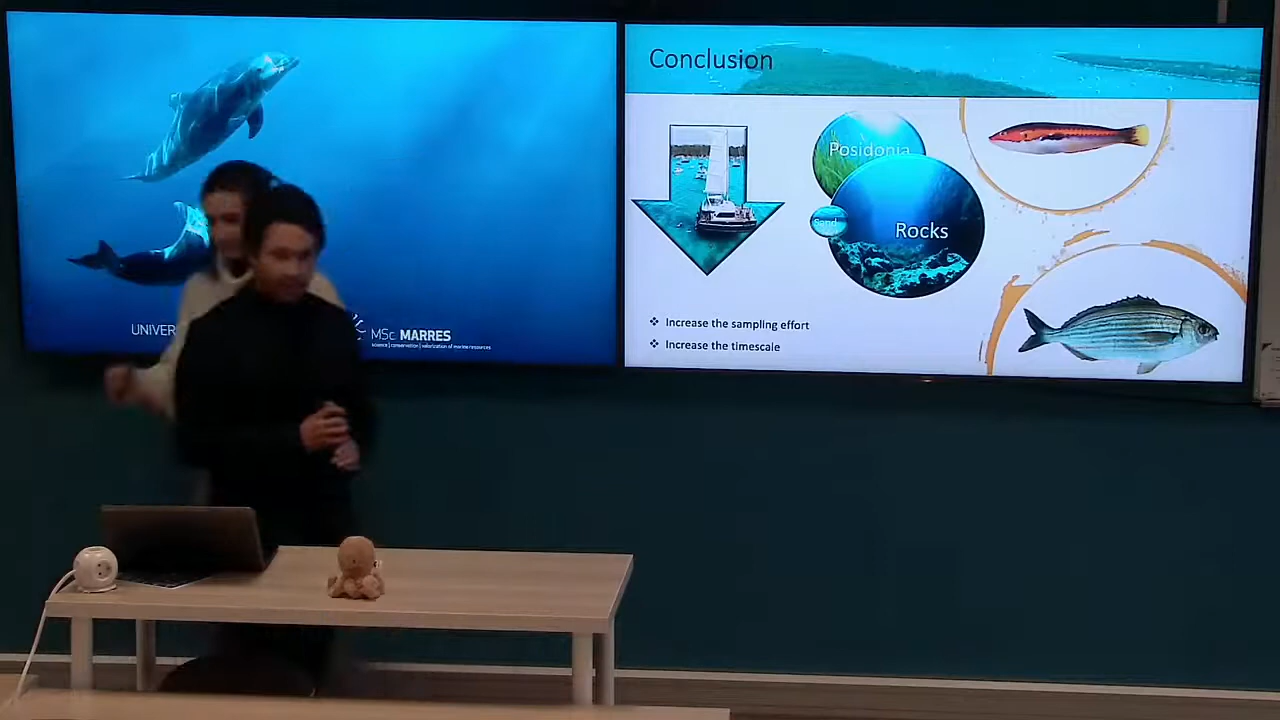 UNIVER
MSc MARRES
science | conservation | valorization of marine resources
Conclusion
Posidonia
Sand
Rocks
❖ Increase the sampling effort
❖ Increase the timescale